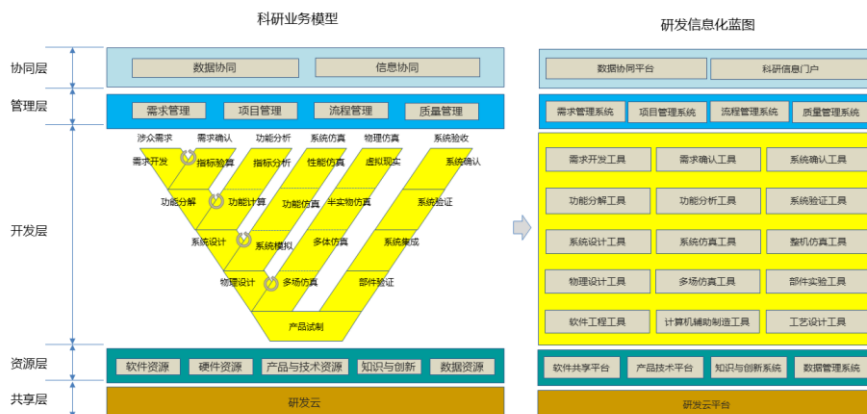 科研业务模型
研发信息化蓝图
协同层
数据协同
信息协同
数据协同平台
科研信息门户
管理层
需求管理
项目管理
流程管理
质量管理
需求管理系统
项目管理系统
流程管理系统
质量管理系统
开发层
涉众需求
需求确认
功能分析
系统仿真
物理仿真
系统验收
需求开发
指标验算
指标分析
性能仿真
虚拟现实
系统确认
功能分解
功能计算
功能仿真
半实物仿真
系统验证
系统设计
系统模拟
多体仿真
系统集成
物理设计
多场仿真
部件验证
产品试制
需求开发工具
需求确认工具
系统确认工具
功能分解工具
功能分析工具
系统验证工具
系统设计工具
系统仿真工具
整机仿真工具
物理设计工具
多场仿真工具
部件实验工具
软件工程工具
计算机辅助制造工具
工艺设计工具
资源层
软件资源
硬件资源
产品与技术资源
知识与创新
数据资源
软件共享平台
产品技术平台
知识与创新系统
数据管理系统
共享层
研发云
研发云平台